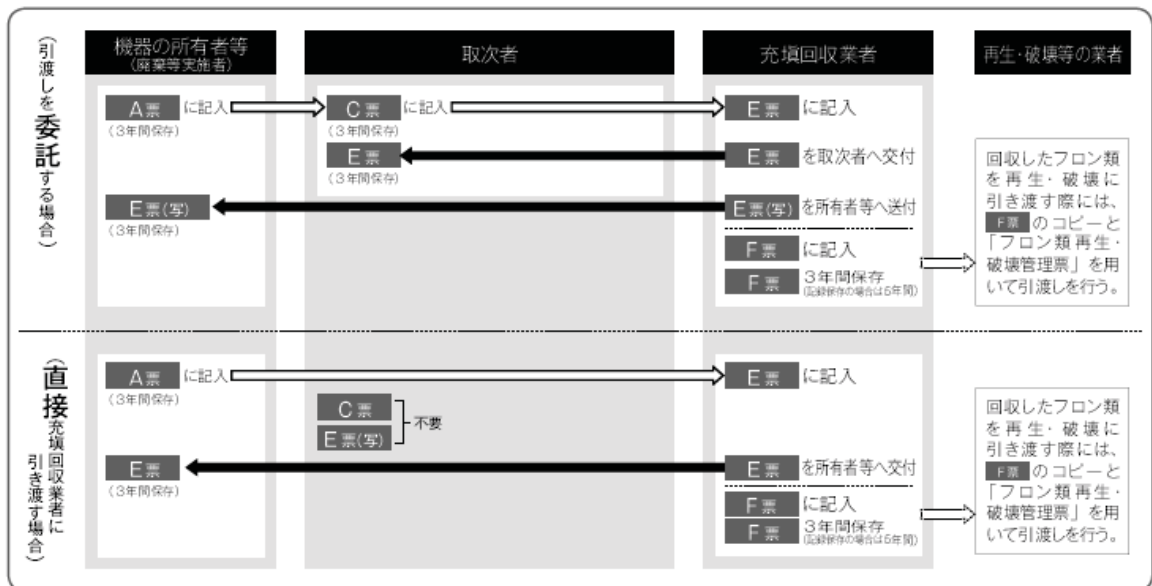 機器の所有者等
(廃棄等実施者)
取次者
充塡回収業者
再生・破壊等の業者
(引渡しを委託する場合)
A票 に記入
(3年間保存)
C票 に記入
(3年間保存)
E票 に記入
E票
(3年間保存)
E票 を取次者へ交付
E票(写)
(3年間保存)
E票(写) を所有者等へ送付
F票 に記入
F票 3年間保存
(記録保存の場合は5年間)
回収したフロン類
を再生・破壊に
引き渡す際には、
F票 のコピーと
「フロン類再生・
破壊管理票」を用
いて引渡しを行う。
(直接充塡回収業者に
引き渡す場合)
A票 に記入
(3年間保存)
E票 に記入
C票
E票(写)
不要
E票
(3年間保存)
E票 を所有者等へ交付
F票 に記入
F票 3年間保存
(記録保存の場合は5年間)
回収したフロン類
を再生・破壊に
引き渡す際には、
F票 のコピーと
「フロン類再生・
破壊管理票」を用
いて引渡しを行う。